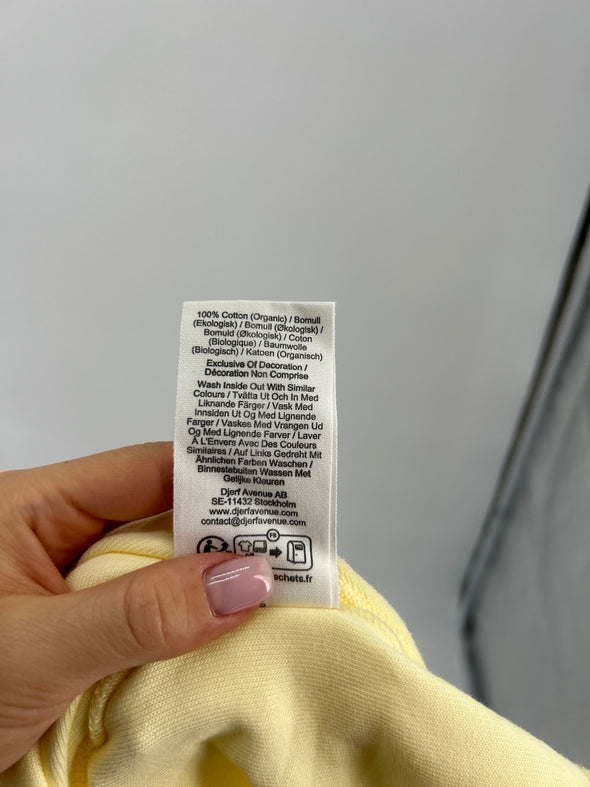 100% Cotton (Organic) / Bomull
(Ekologisk) / Bomull (Økologisk) /
Bomuld (Økologisk) / Coton
(Biologique) / Baumwolle
(Biologisch) / Katoen (Organisch)
Exclusive Of Decoration /
Décoration Non Comprise
Wash Inside Out With Similar
Colours / Tvätta Ut Och In Med
Liknande Färger / Vask Med
Innsiden Ut Og Med Lignende
Farger / Vaskes Med Vrangen Ud
Og Med Lignende Farver / Laver
À L'Envers Avec Des Couleurs
Similaires / Auf Links Gedreht Mit
Ähnlichen Farben Waschen /
Binnestebuiten Wassen Met
Gelijke Kleuren
Djerf Avenue AB
SE-11432 Stockholm
www.djerfavenue.com
contact@djerfavenue.com
FR
echets.fr